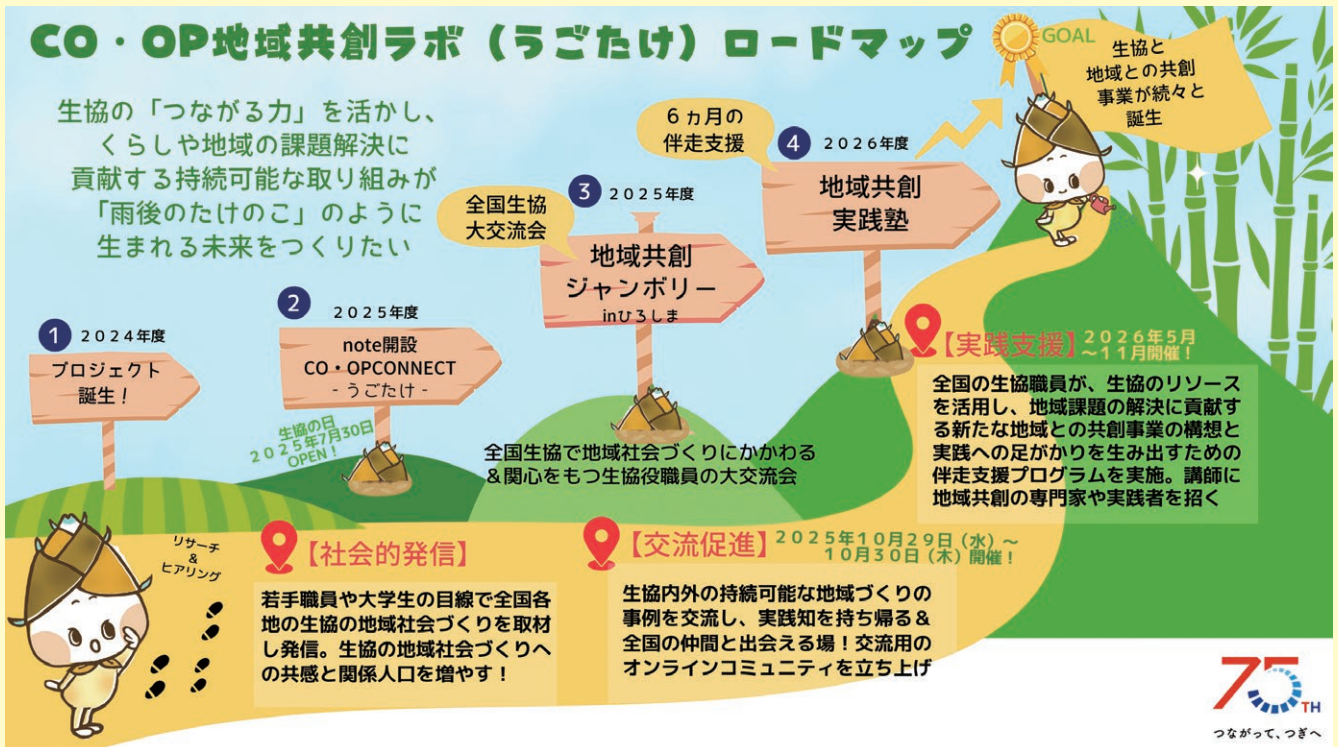 CO・OP地域共創ラボ（うごたけ）ロードマップ
GOAL
生協と
地域との共創
事業が続々と
誕生
生協の「つながる力」を活かし、
くらしや地域の課題解決に
貢献する持続可能な取り組みが
「雨後のたけのこ」のように
生まれる未来をつくりたい
1 2024年度
プロジェクト
誕生！
2 2025年度
note開設
CO・OPCONNECT
- うごたけ -
生協の日
2025年7月30日
OPEN！
3 2025年度
全国生協
大交流会
地域共創
ジャンボリー
inひろしま
全国生協で地域社会づくりにかかわる
＆関心をもつ生協役職員の大交流会
4 2026年度
6ヵ月の
伴走支援
地域共創
実践塾
【実践支援】2026年5月
～11月開催！
全国の生協職員が、生協のリソース
を活用し、地域課題の解決に貢献す
る新たな地域との共創事業の構想と
実践への足がかりを生み出すための
伴走支援プログラムを実施。講師に
地域共創の専門家や実践者を招く
リサーチ
&
ヒアリング
【社会的発信】
若手職員や大学生の目線で全国各
地の生協の地域社会づくりを取材
し発信。生協の地域社会づくりへ
の共感と関係人口を増やす！
【交流促進】2025年10月29日（水）～
10月30日（木）開催！
生協内外の持続可能な地域づくりの
事例を交流し、実践知を持ち帰る＆
全国の仲間と出会える場！交流用の
オンラインコミュニティを立ち上げ
75TH
つながって、つぎへ